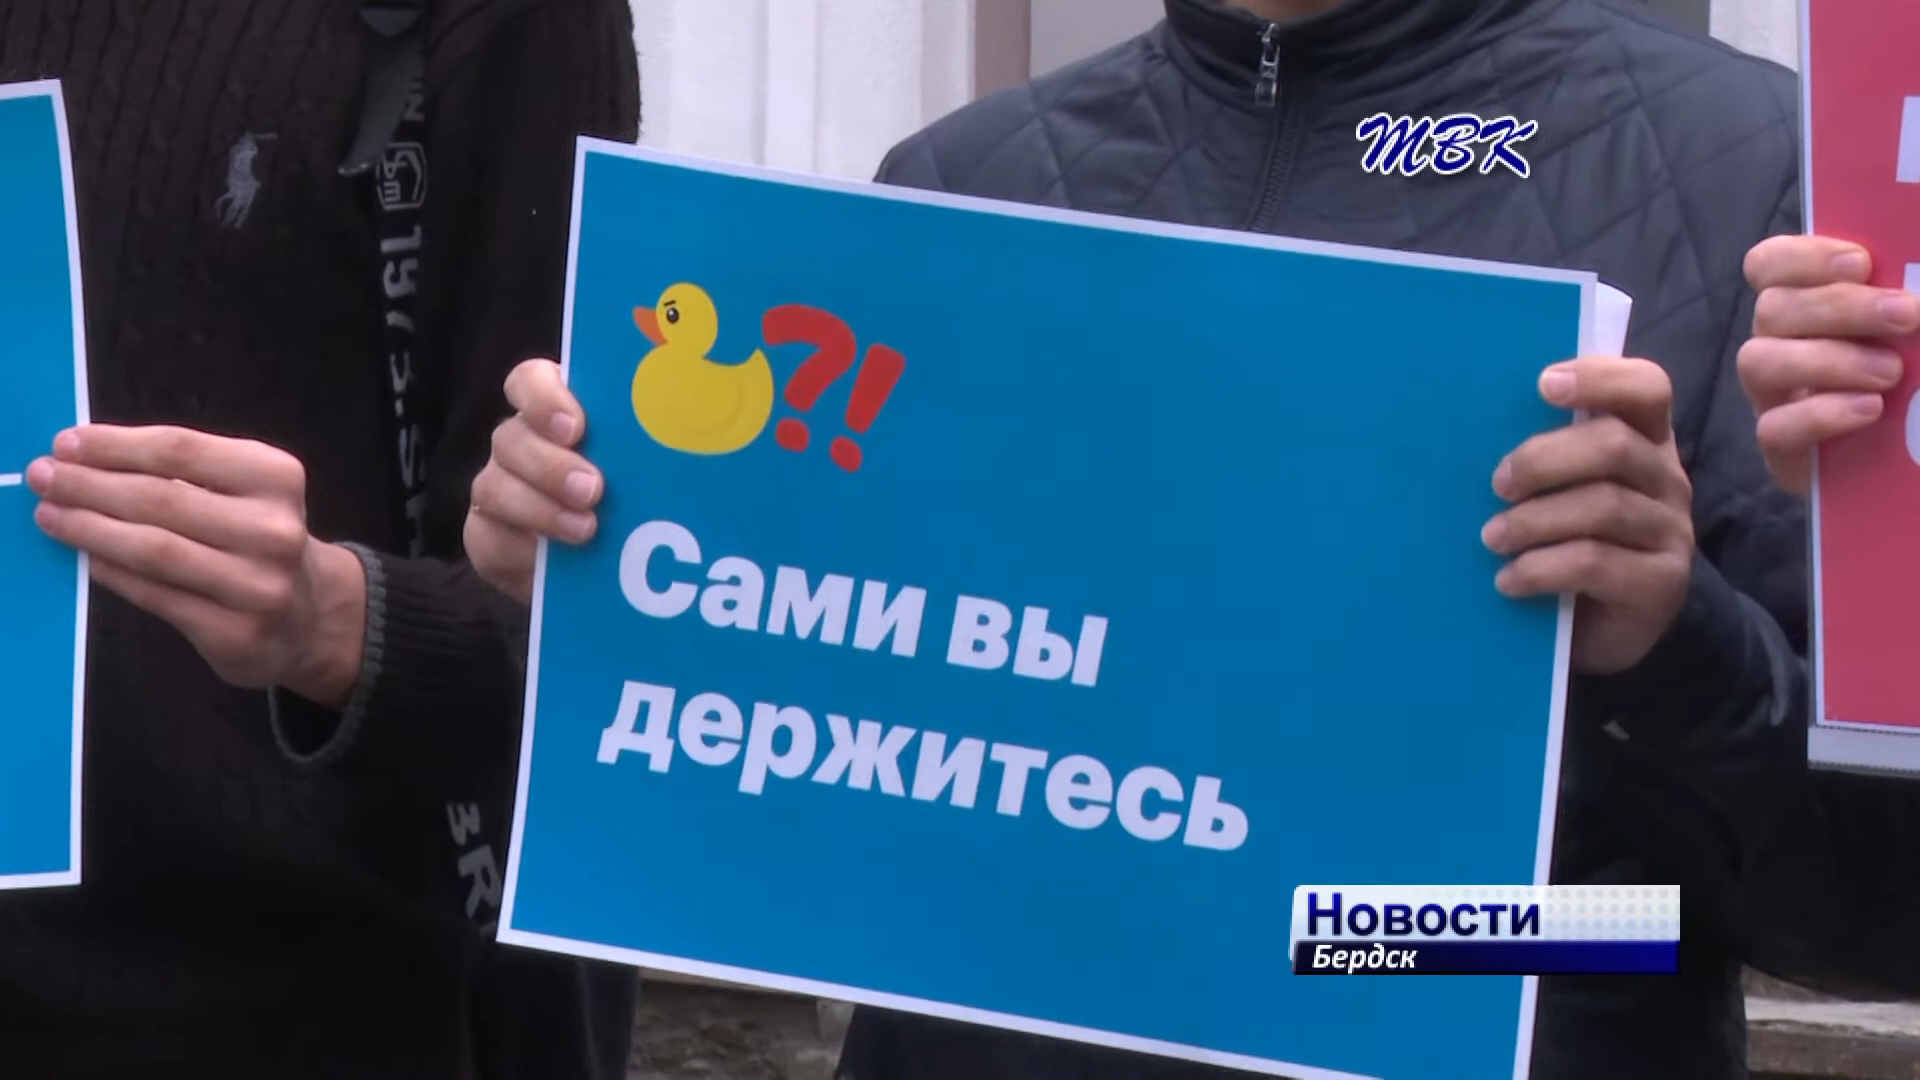 ТВК
?!
Сами вы
держитесь
Новости
Бердск